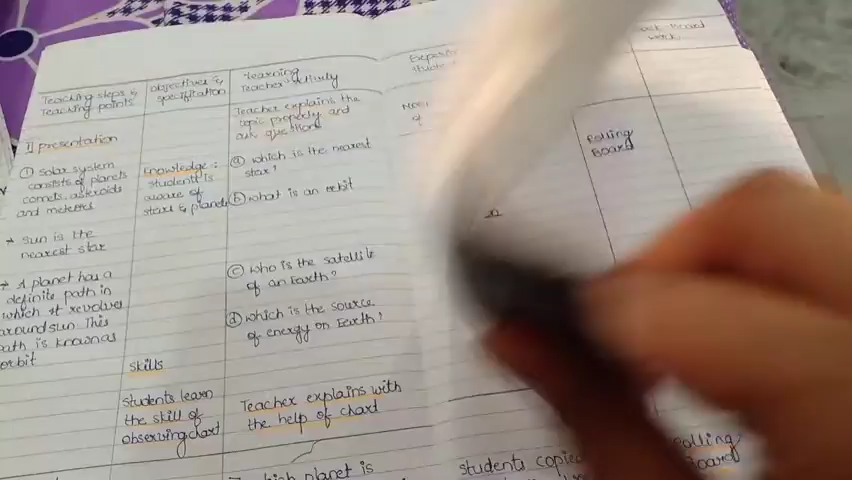 Teaching steps &
Teaching points
objectives &
specification
Learning
Teacher Activity
work
II presentation
① solar system
consists of planets
comets, asteroids
and meteors
→ sun is the
nearest star
→ A planet has a
definite path in
which it revolves
around sun This
path is known as
orbit
Knowledge:
students is
aware of
stars & planets
skills
students learn
the skill of
observing chart
Teacher explains the
topic properly and
ask questions
ⓐ which is the nearest
star?
ⓑ what is an orbit
ⓒ who is the satellite
of an Earth?
ⓓ which is the source
of energy on Earth?
Teacher explains with
the help of chart
planet is
Rolling
Board
students copied
Rolling
Board